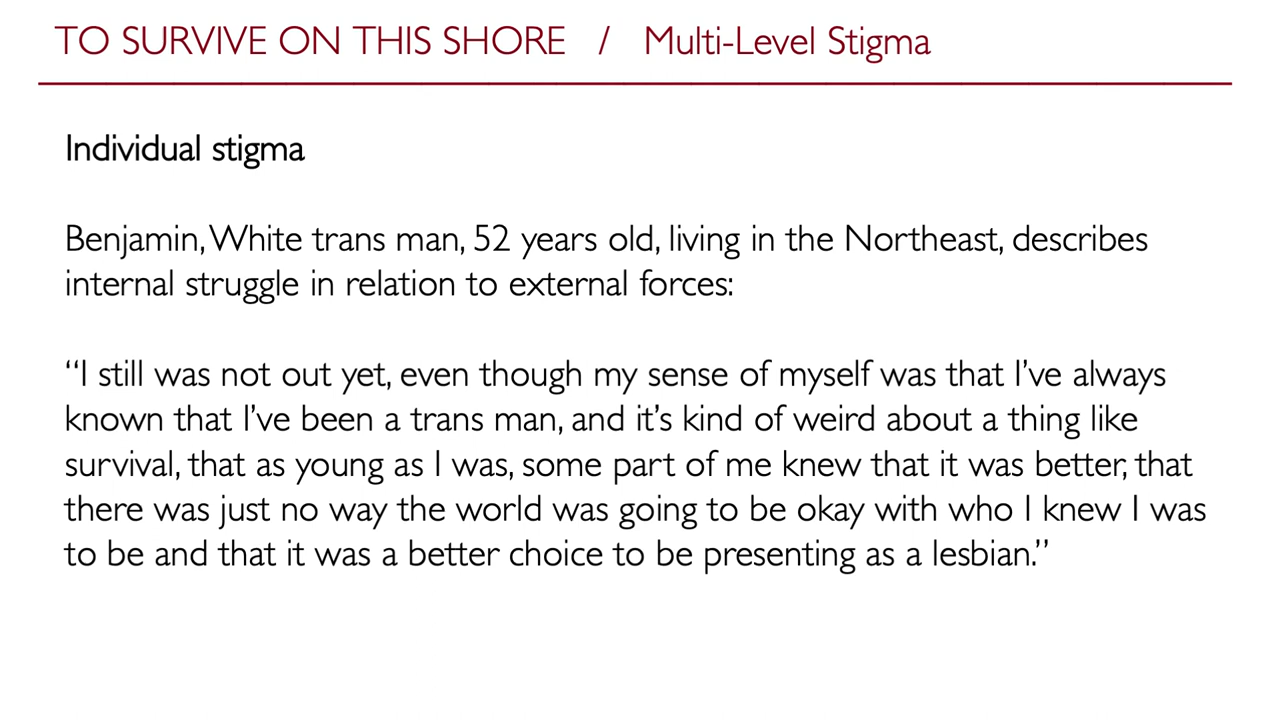 TO SURVIVE ON THIS SHORE / Multi-Level Stigma
Individual stigma
Benjamin, White trans man, 52 years old, living in the Northeast, describes
internal struggle in relation to external forces:
“I still was not out yet, even though my sense of myself was that I’ve always
known that I’ve been a trans man, and it’s kind of weird about a thing like
survival, that as young as I was, some part of me knew that it was better, that
there was just no way the world was going to be okay with who I knew I was
to be and that it was a better choice to be presenting as a lesbian.”